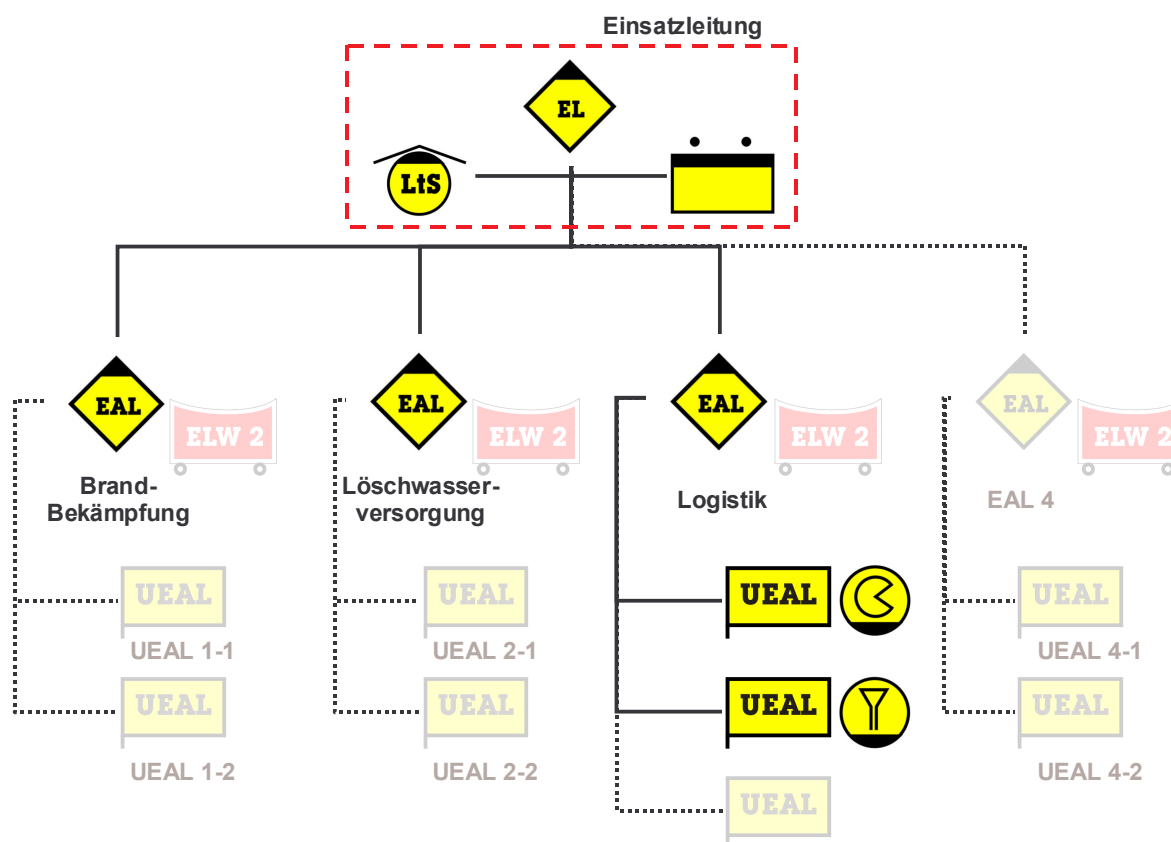 Einsatzleitung
EL
LtS
EAL
ELW 2
EAL
ELW 2
EAL
ELW 2
EAL
ELW 2
Brand-
Bekämpfung
Löschwasser-
versorgung
Logistik
EAL 4
UEAL
UEAL 1-1
UEAL
UEAL 2-1
UEAL
UEAL
UEAL 4-1
UEAL
UEAL 1-2
UEAL
UEAL 2-2
UEAL
UEAL
UEAL 4-2
UEAL